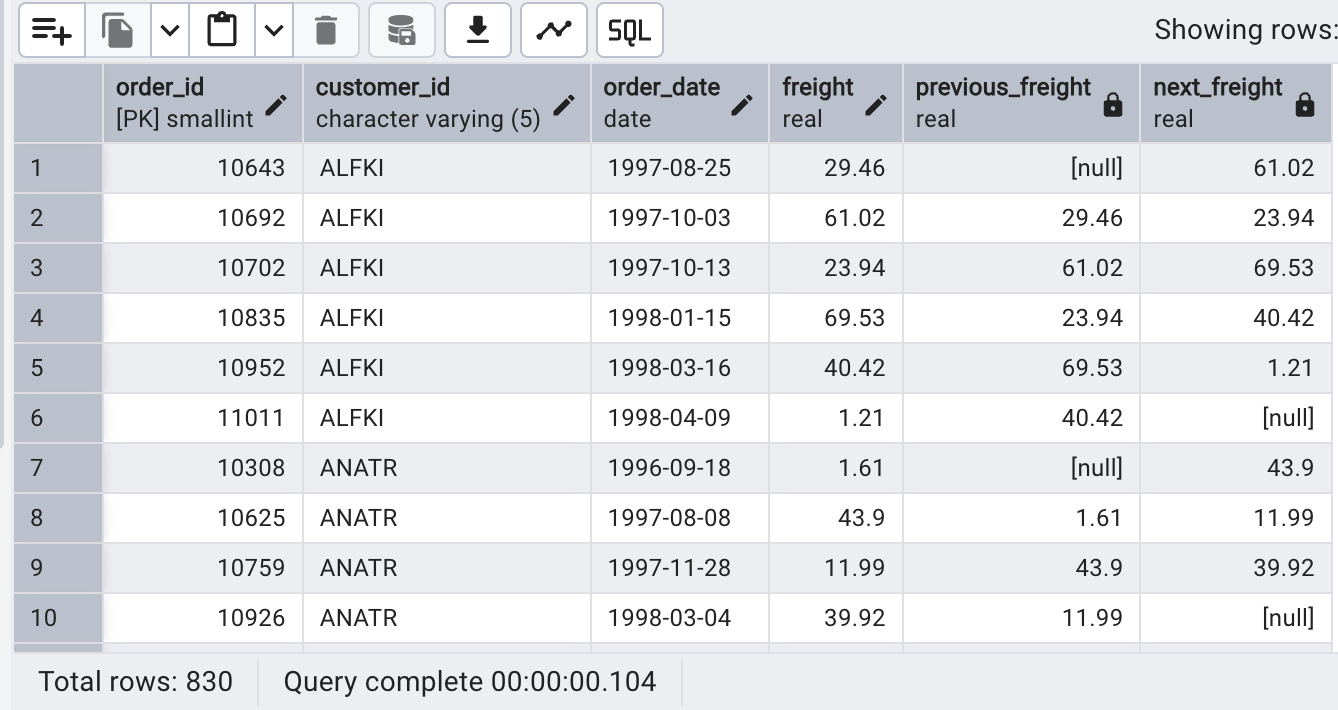 SQL Showing rows:
order_id customer_id order_date freight previous_freight next_freight
[PK] smallint character varying (5) date real real real
1 10643 ALFKI 1997-08-25 29.46 [null] 61.02
2 10692 ALFKI 1997-10-03 61.02 29.46 23.94
3 10702 ALFKI 1997-10-13 23.94 61.02 69.53
4 10835 ALFKI 1998-01-15 69.53 23.94 40.42
5 10952 ALFKI 1998-03-16 40.42 69.53 1.21
6 11011 ALFKI 1998-04-09 1.21 40.42 [null]
7 10308 ANATR 1996-09-18 1.61 [null] 43.9
8 10625 ANATR 1997-08-08 43.9 1.61 11.99
9 10759 ANATR 1997-11-28 11.99 43.9 39.92
10 10926 ANATR 1998-03-04 39.92 11.99 [null]
Total rows: 830 Query complete 00:00:00.104